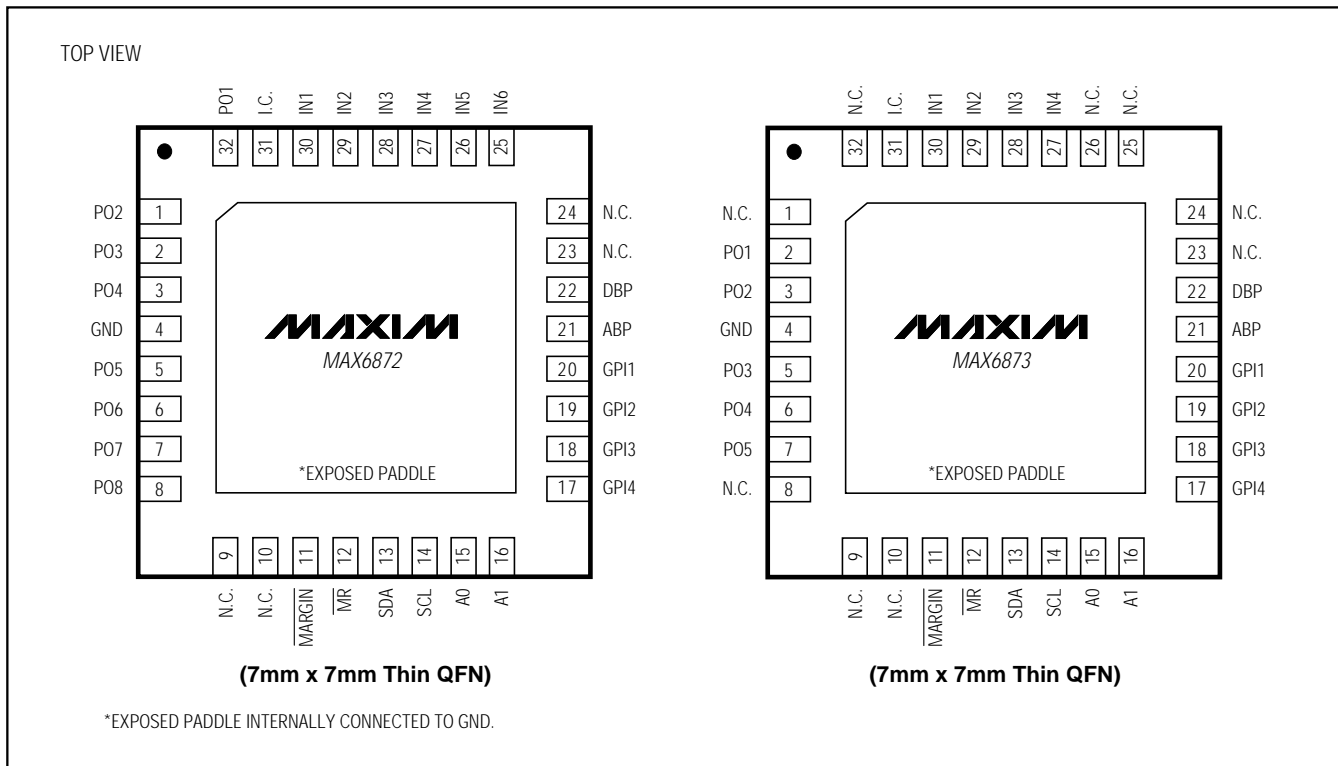 TOP VIEW
PO1 I.C. IN1 IN2 IN3 IN4 IN5 IN6
32 31 30 29 28 27 26 25
PO2 1
PO3 2
PO4 3
GND 4
PO5 5
PO6 6
PO7 7
PO8 8
24 N.C.
23 N.C.
22 DBP
21 ABP
20 GPI1
19 GPI2
18 GPI3
17 GPI4
MAXIM
MAX6872
*EXPOSED PADDLE
9 10 11 12 13 14 15 16
N.C. N.C. MARGIN MR SDA SCL A0 A1
(7mm x 7mm Thin QFN)
N.C. I.C. IN1 IN2 IN3 IN4 N.C. N.C.
32 31 30 29 28 27 26 25
N.C. 1
PO1 2
PO2 3
GND 4
PO3 5
PO4 6
PO5 7
N.C. 8
24 N.C.
23 N.C.
22 DBP
21 ABP
20 GPI1
19 GPI2
18 GPI3
17 GPI4
MAXIM
MAX6873
*EXPOSED PADDLE
9 10 11 12 13 14 15 16
N.C. N.C. MARGIN MR SDA SCL A0 A1
(7mm x 7mm Thin QFN)
*EXPOSED PADDLE INTERNALLY CONNECTED TO GND.